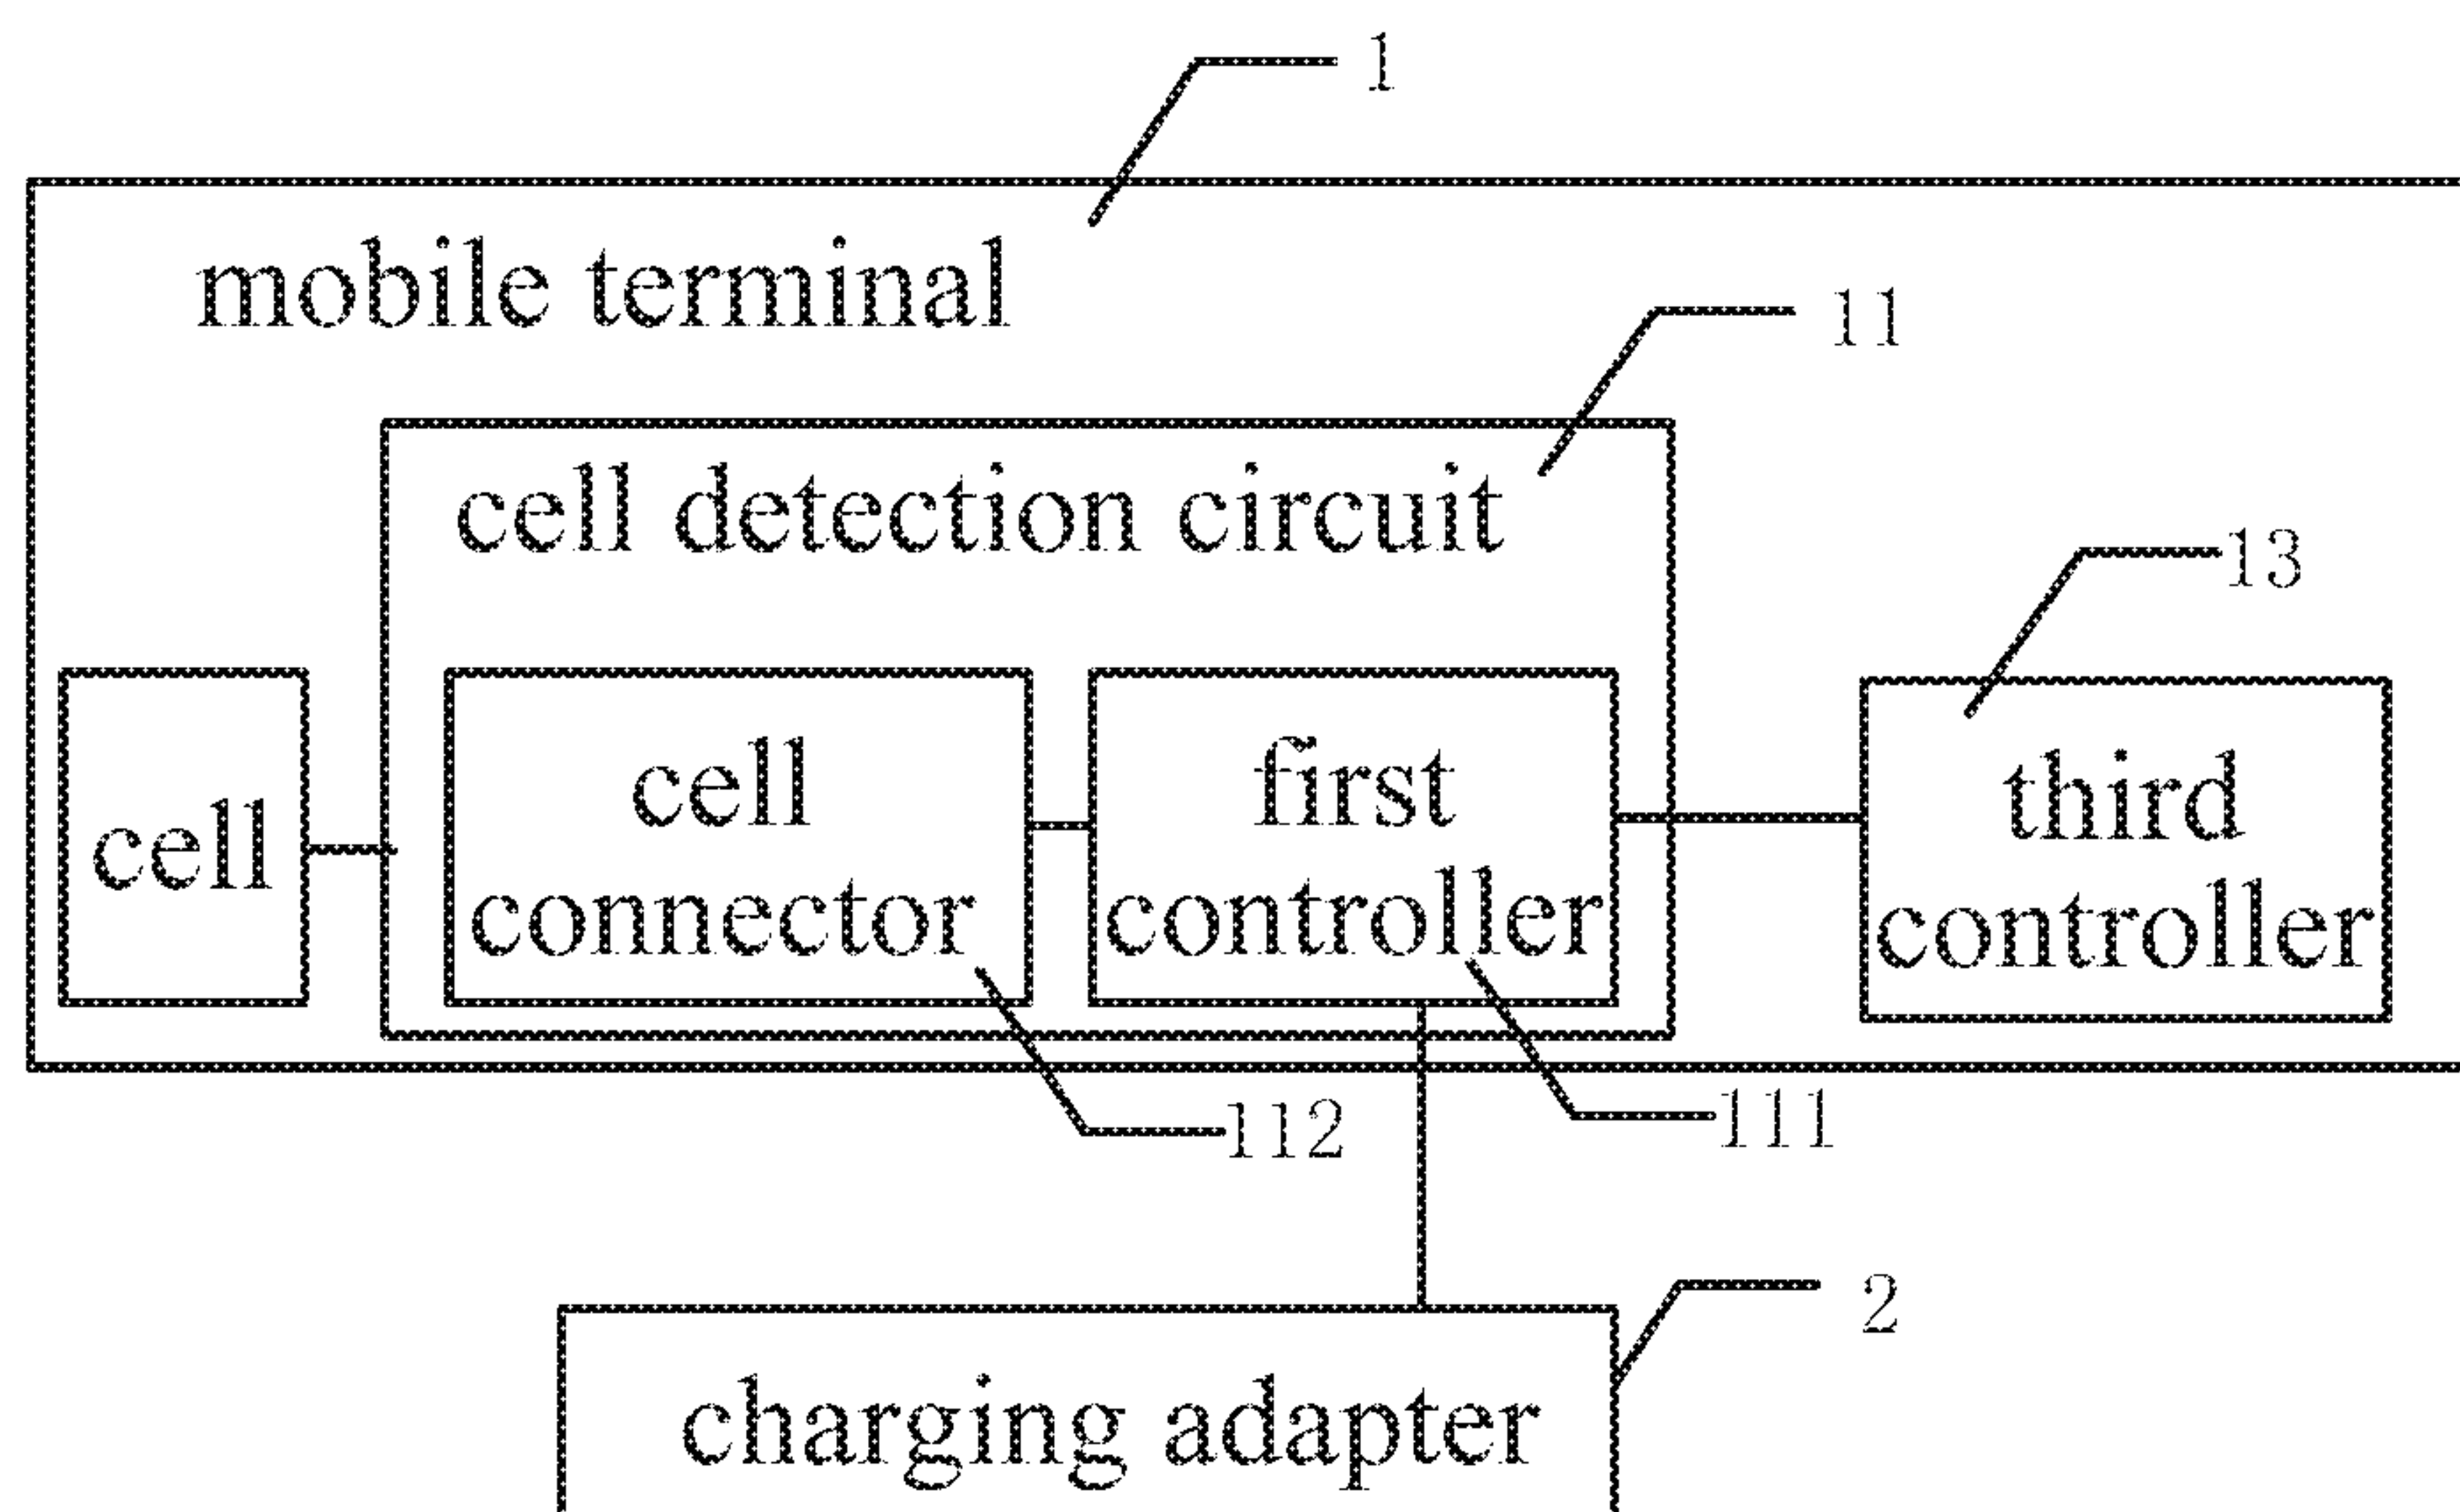 1
mobile terminal
11
cell detection circuit
13
cell
cell
connector
first
controller
third
controller
112
111
2
charging adapter